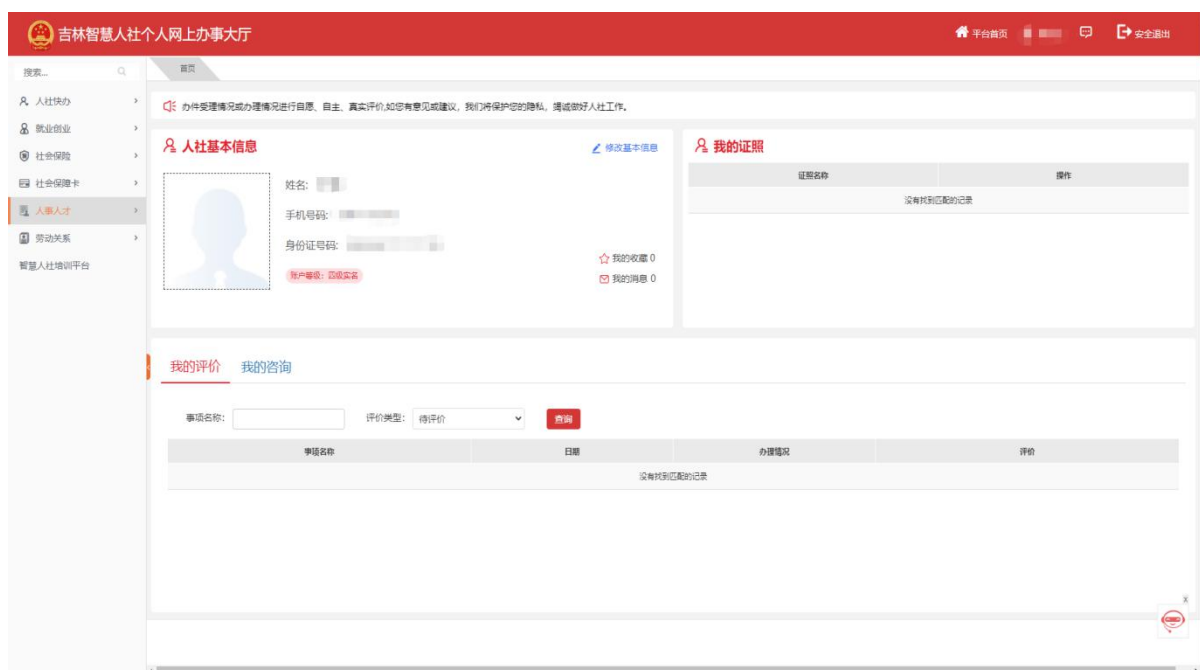 吉林智慧人社个人网上办事大厅
平台首页
安全退出
搜索...
首页
人社快办
就业创业
社会保险
社会保障卡
人事人才
劳动关系
智慧人社培训平台
办件受理情况或办理情况进行自愿、自主、真实评价,如您有意见或建议，我们将保护您的隐私，竭诚做好人社工作。
人社基本信息
修改基本信息
姓名:
手机号码:
身份证号码:
账户等级：四级实名
我的收藏 0
我的消息 0
我的证照
证照名称 操作
没有找到匹配的记录
我的评价 我的咨询
事项名称: 评价类型: 待评价 查询
事项名称 日期 办理情况 评价
没有找到匹配的记录
x